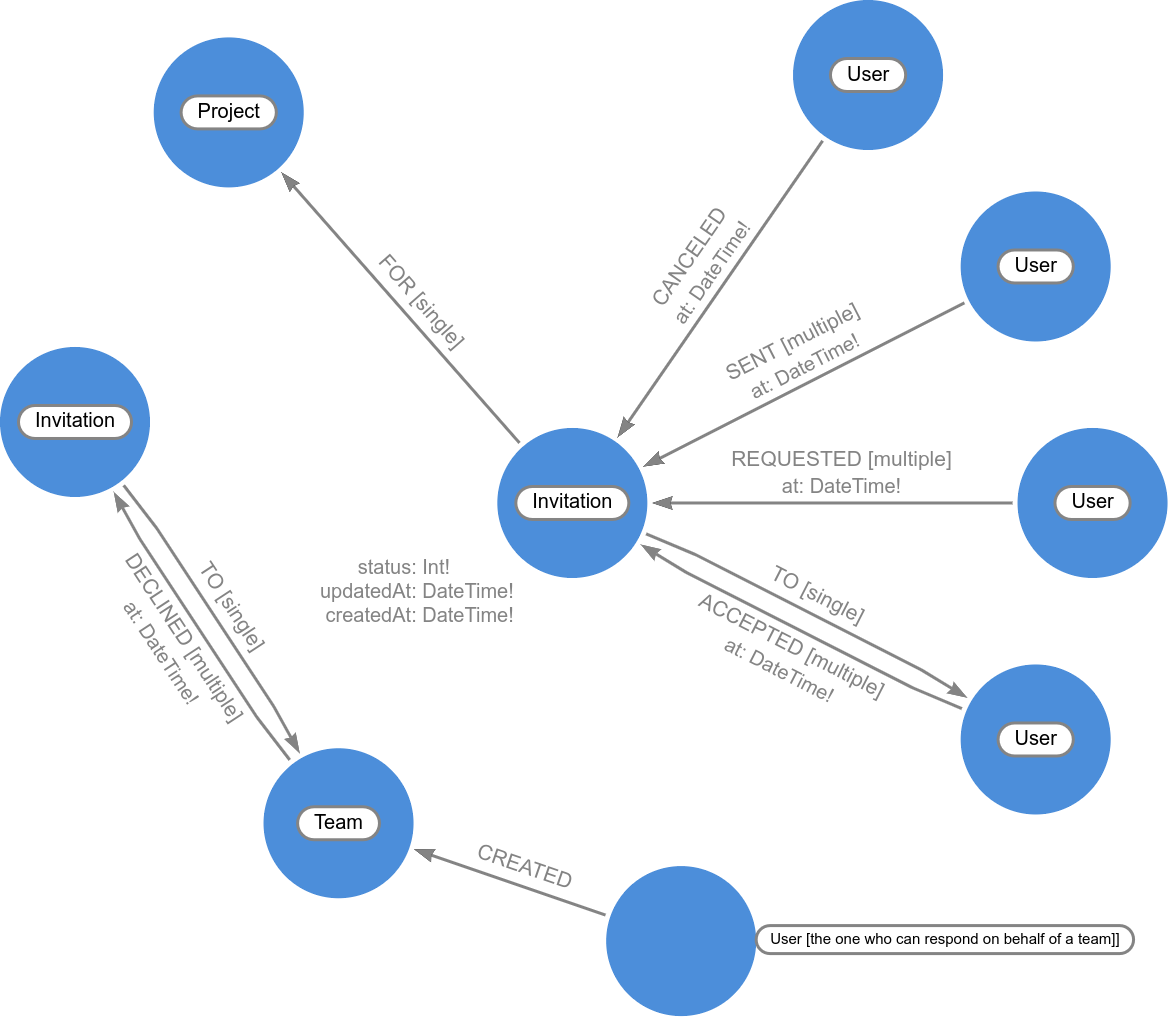 User
Project
CANCELED
at: DateTime!
User
FOR [single]
SENT [multiple]
at: DateTime!
Invitation
REQUESTED [multiple]
at: DateTime!
Invitation
User
status: Int!
updatedAt: DateTime!
createdAt: DateTime!
TO [single]
ACCEPTED [multiple]
at: DateTime!
TO [single]
DECLINED [multiple]
at: DateTime!
User
Team
CREATED
User [the one who can respond on behalf of a team]]